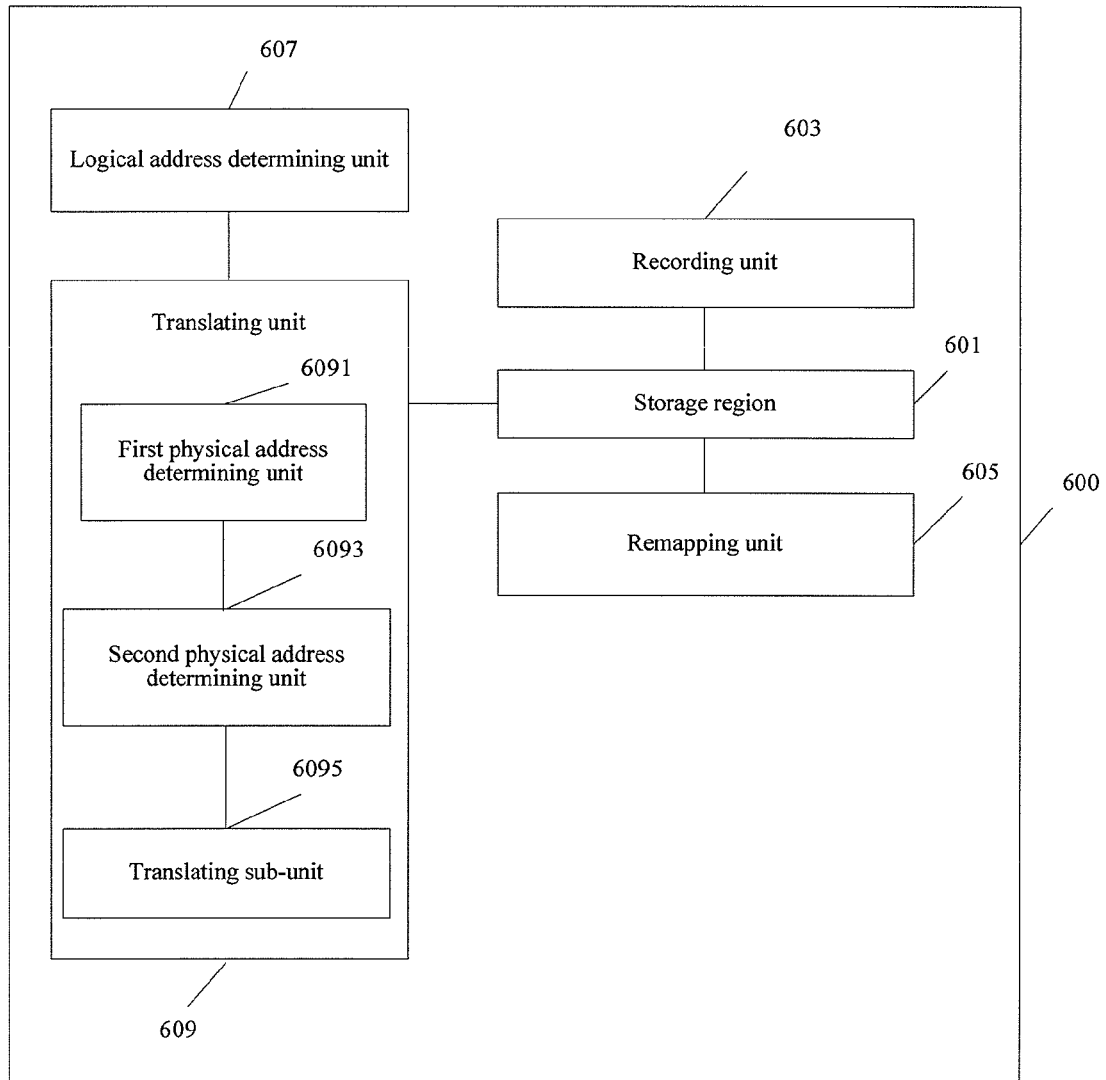 607
Logical address determining unit
603
Recording unit
Translating unit
6091
601
Storage region
First physical address
determining unit
605
600
Remapping unit
6093
Second physical address
determining unit
6095
Translating sub-unit
609